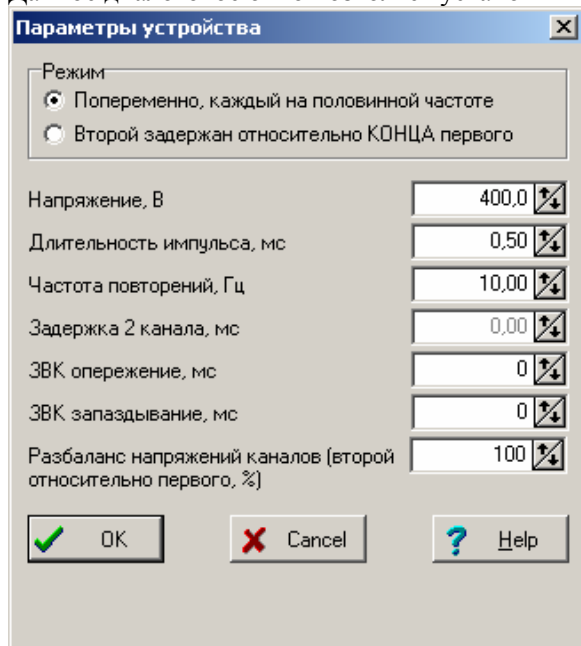 Параметры устройства
Режим
Попеременно, каждый на половинной частоте
Второй задержан относительно КОНЦА первого
Напряжение, В 400,0
Длительность импульса, мс 0,50
Частота повторений, Гц 10,00
Задержка 2 канала, мс 0,00
ЗВК опережение, мс 0
ЗВК запаздывание, мс 0
Разбаланс напряжений каналов (второй 100
относительно первого, %)
OK Cancel Help